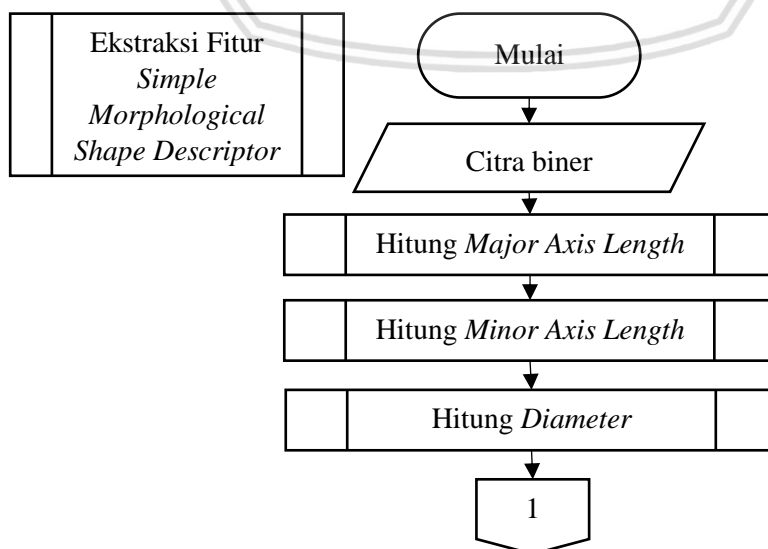 Ekstraksi Fitur
Simple
Morphological
Shape Descriptor
Mulai
Citra biner
Hitung Major Axis Length
Hitung Minor Axis Length
Hitung Diameter
1